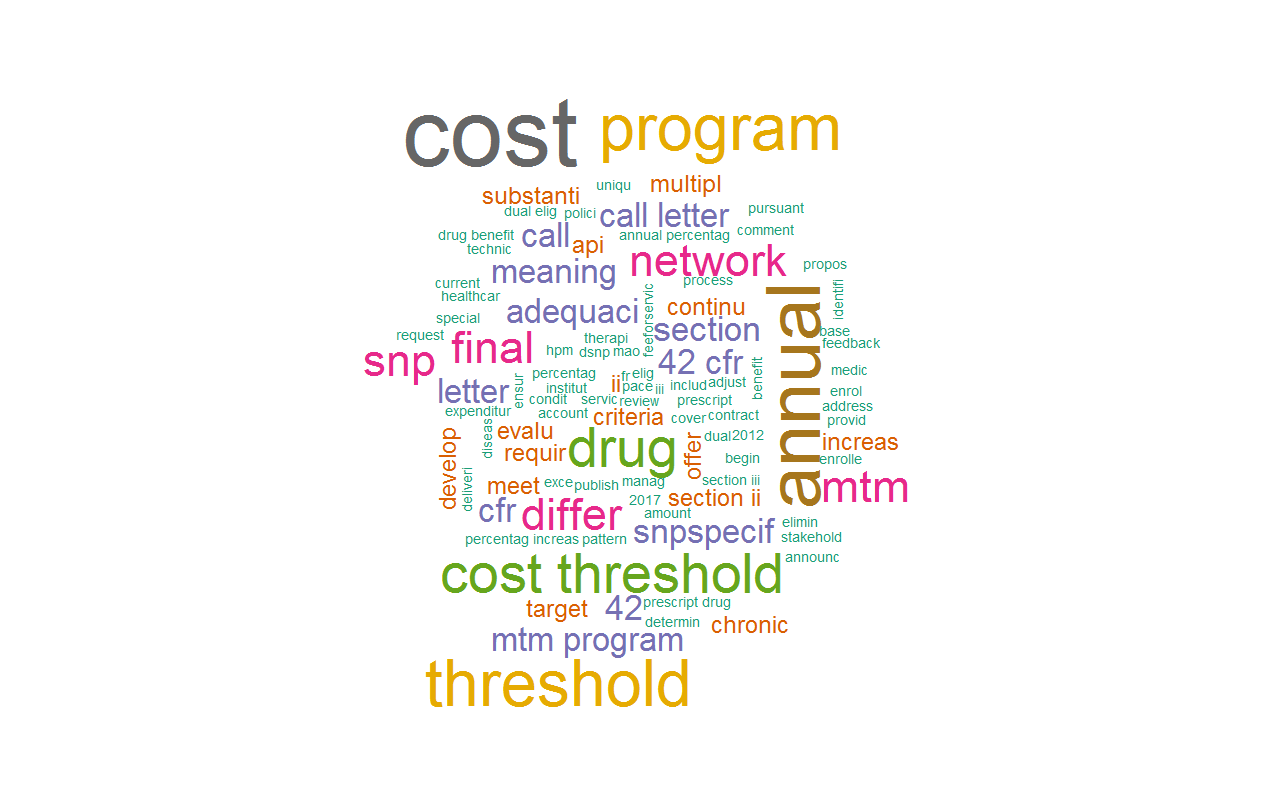 cost program
uniqu multipl
substanti
dual elig polici call letter pursuant
drug benefit call annual percentag comment
technic api
meaning network propos
process
current
healthcar
feeforservic
annual
identifi
adequaci continu
special section
base
request final therapi
feedback
snp hpm dsnp mao 42 cfr
medic
percentag ii fr elig
benefit
letter ensur institut pace iii includ adjust
enrol
condit servic review prescript
address
expenditur account criteria cover contract
provid
diseas evalu dual 2012
requir drug offer increas
begin enrolle
develop
deliveri
meet exce publish manag section iii mtm
2017 section ii
cfr differ amount
snpspecif elimin
percentag increas pattern stakehold
announc
cost threshold
target 42 prescript drug
determin chronic
mtm program
threshold